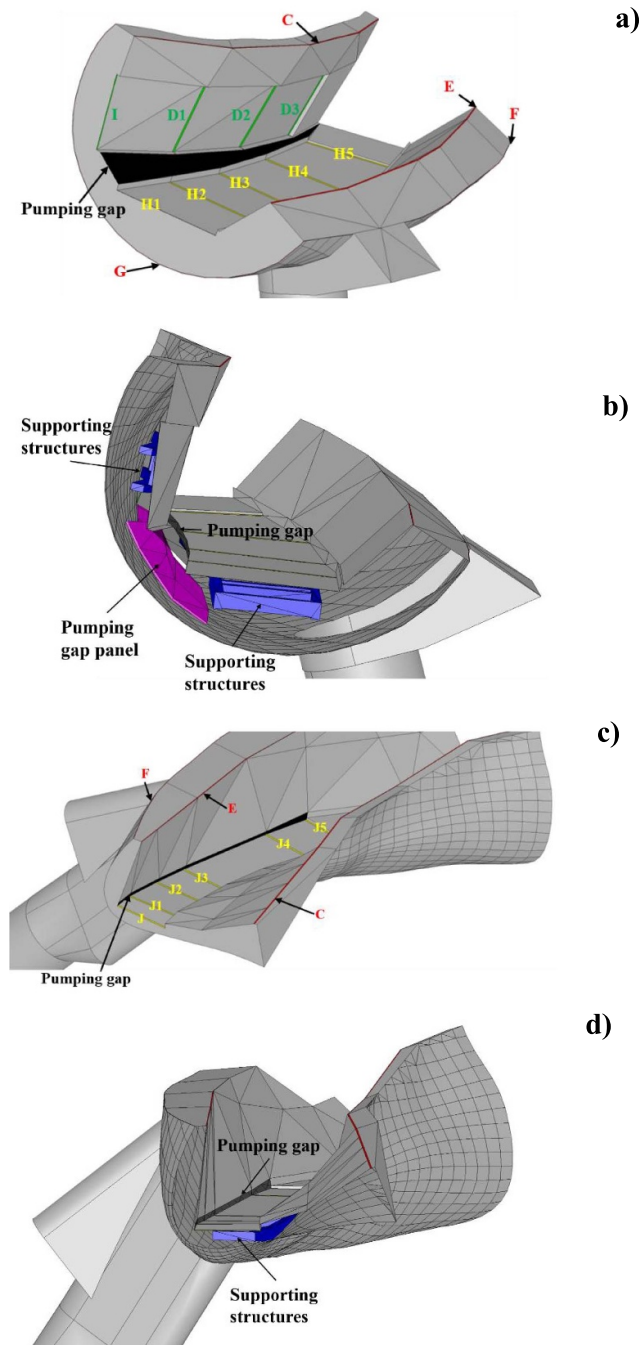 a)
C
E
F
I
D1
D2
D3
H5
H4
H3
H2
H1
Pumping gap
G
b)
Supporting
structures
Pumping gap
Pumping
gap panel
Supporting
structures
c)
F
E
J5
J4
J3
J2
J1
J
C
Pumping gap
d)
Pumping gap
Supporting
structures